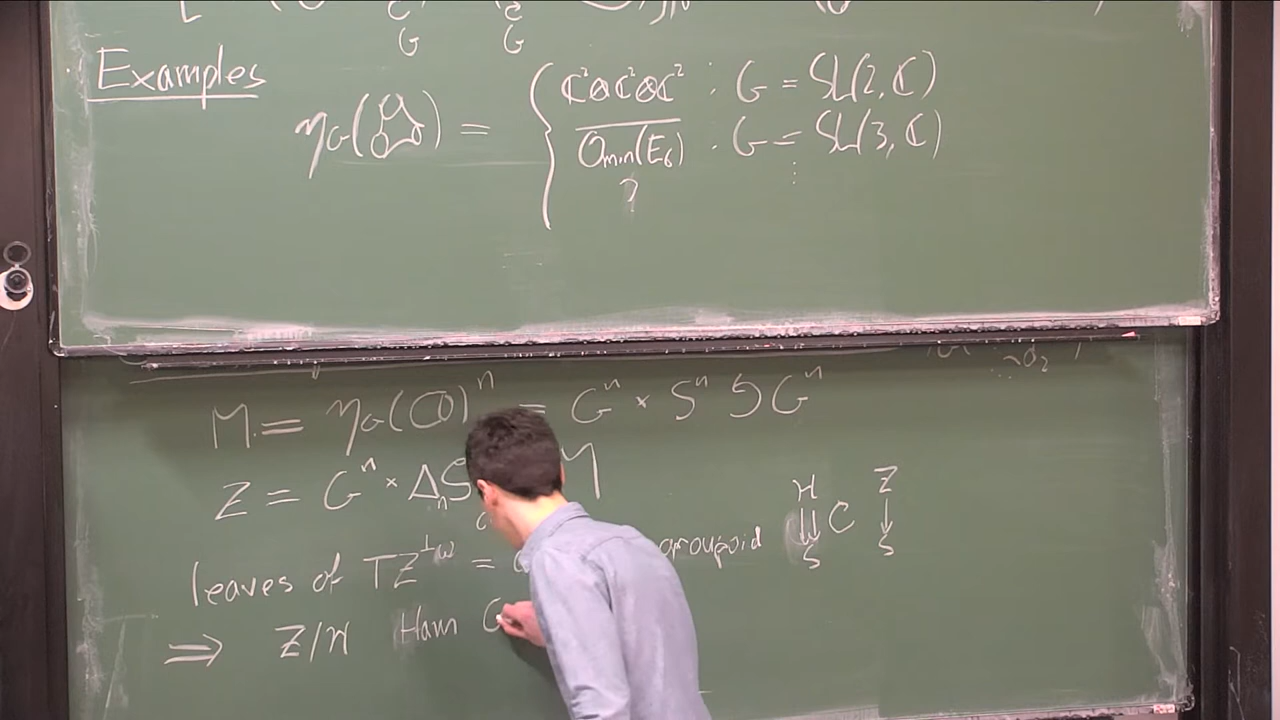 G G
Examples
η_G( ) = { ℂ²⊗ℂ²⊗ℂ² : G = SL(2, ℂ)
O_min(E₆) : G = SL(3, ℂ)
? ⋮
M = η_G( )ⁿ = Gⁿ × Sⁿ ↺ Gⁿ
Z = Gⁿ × ΔₙS M
leaves of TZ^⊥ω = groupoid H ⇊ S ↻ Z ↓ S
⇒ Z/H Ham G